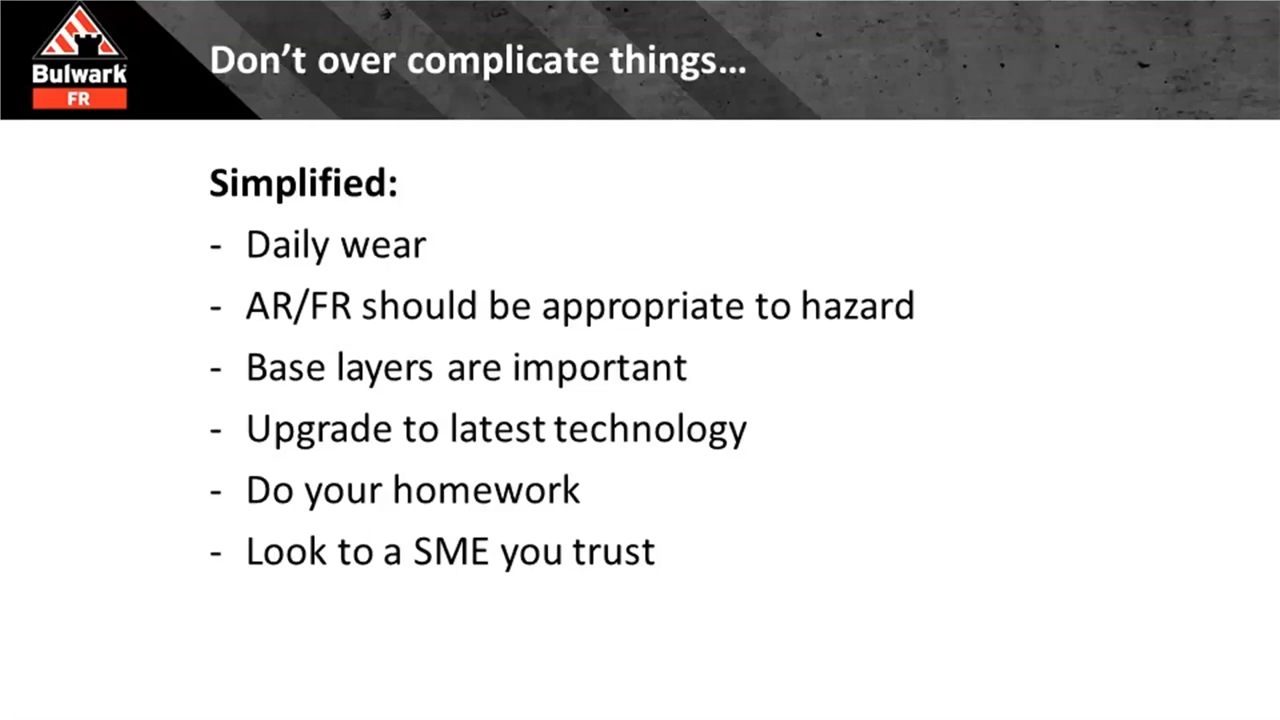 Bulwark
FR
Don't over complicate things...
Simplified:
- Daily wear
- AR/FR should be appropriate to hazard
- Base layers are important
- Upgrade to latest technology
- Do your homework
- Look to a SME you trust